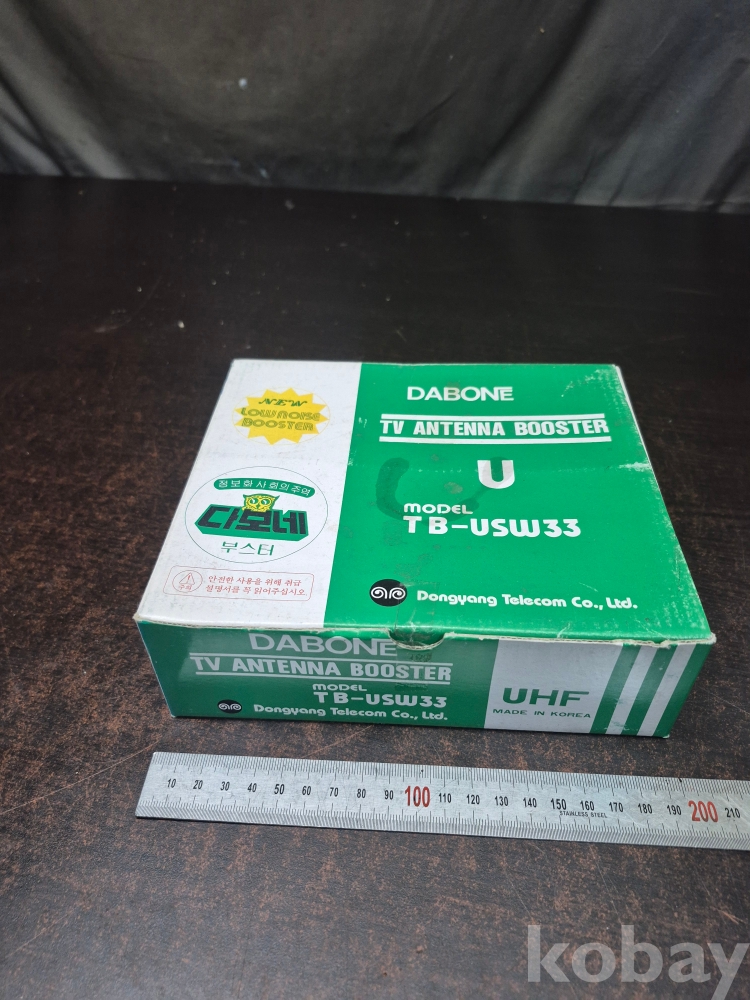 NEW
LOW NOISE
BOOSTER
정보화 사회의 주역
다모네
부스터
주의
안전한 사용을 위해 취급
설명서를 꼭 읽어주십시오.
DABONE
TV ANTENNA BOOSTER
U
MODEL
TB-USW33
Dongyang Telecom Co., Ltd.
DABONE
TV ANTENNA BOOSTER
MODEL
TB-USW33
Dongyang Telecom Co., Ltd.
UHF
MADE IN KOREA
10 20 30 40 50 60 70 80 90 100 110 120 130 140 150 160 170 180 190 200 210
STAINLESS STEEL
kobay